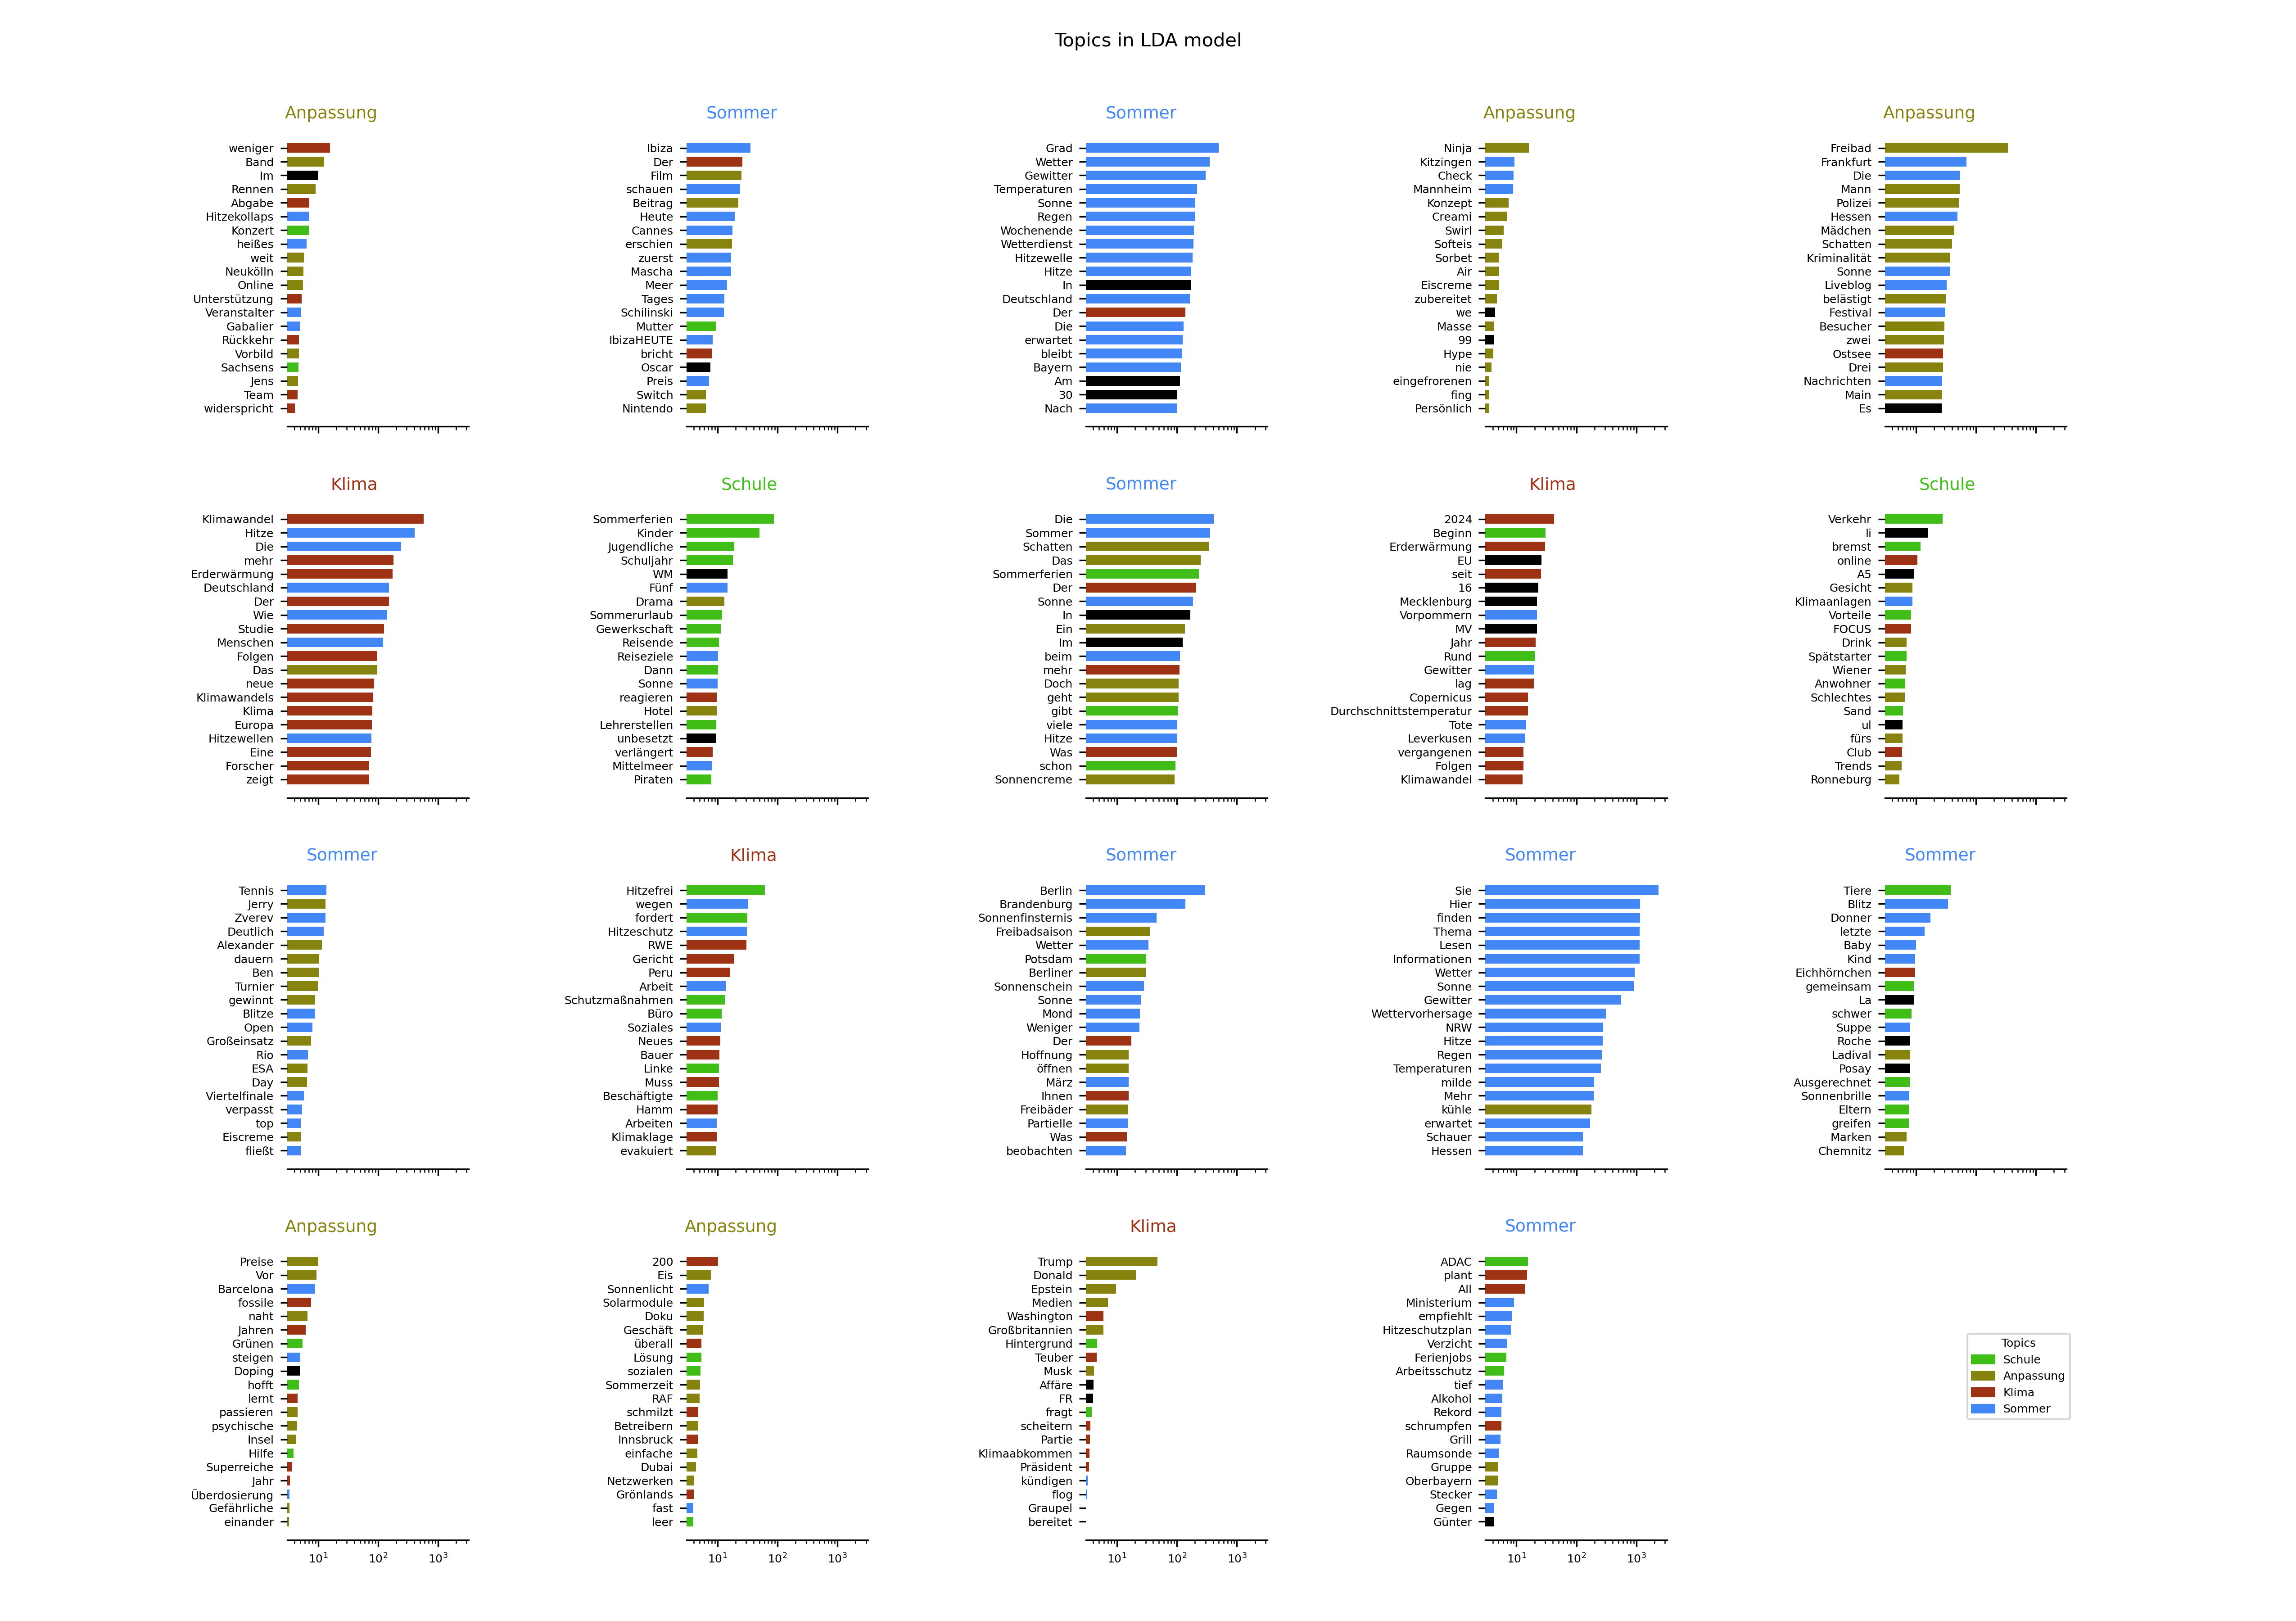 Topics in LDA model
Anpassung
weniger
Band
Im
Rennen
Abgabe
Hitzekollaps
Konzert
heißes
weit
Neukölln
Online
Unterstützung
Veranstalter
Gabalier
Rückkehr
Vorbild
Sachsens
Jens
Team
widerspricht
Sommer
Ibiza
Der
Film
schauen
Beitrag
Heute
Cannes
erschien
zuerst
Mascha
Meer
Tages
Schilinski
Mutter
IbizaHEUTE
bricht
Oscar
Preis
Switch
Nintendo
Sommer
Grad
Wetter
Gewitter
Temperaturen
Sonne
Regen
Wochenende
Wetterdienst
Hitzewelle
Hitze
In
Deutschland
Der
Die
erwartet
bleibt
Bayern
Am
30
Nach
Anpassung
Ninja
Kitzingen
Check
Mannheim
Konzept
Creami
Swirl
Softeis
Sorbet
Air
Eiscreme
zubereitet
we
Masse
99
Hype
nie
eingefrorenen
fing
Persönlich
Anpassung
Freibad
Frankfurt
Die
Mann
Polizei
Hessen
Mädchen
Schatten
Kriminalität
Sonne
Liveblog
belästigt
Festival
Besucher
zwei
Ostsee
Drei
Nachrichten
Main
Es
Klima
Klimawandel
Hitze
Die
mehr
Erderwärmung
Deutschland
Der
Wie
Studie
Menschen
Folgen
Das
neue
Klimawandels
Klima
Europa
Hitzewellen
Eine
Forscher
zeigt
Schule
Sommerferien
Kinder
Jugendliche
Schuljahr
WM
Fünf
Drama
Sommerurlaub
Gewerkschaft
Reisende
Reiseziele
Dann
Sonne
reagieren
Hotel
Lehrerstellen
unbesetzt
verlängert
Mittelmeer
Piraten
Sommer
Die
Sommer
Schatten
Das
Sommerferien
Der
Sonne
In
Ein
Im
beim
mehr
Doch
geht
gibt
viele
Hitze
Was
schon
Sonnencreme
Klima
2024
Beginn
Erderwärmung
EU
seit
16
Mecklenburg
Vorpommern
MV
Jahr
Rund
Gewitter
lag
Copernicus
Durchschnittstemperatur
Tote
Leverkusen
vergangenen
Folgen
Klimawandel
Schule
Verkehr
li
bremst
online
A5
Gesicht
Klimaanlagen
Vorteile
FOCUS
Drink
Spätstarter
Wiener
Anwohner
Schlechtes
Sand
ul
fürs
Club
Trends
Ronneburg
Sommer
Tennis
Jerry
Zverev
Deutlich
Alexander
dauern
Ben
Turnier
gewinnt
Blitze
Open
Großeinsatz
Rio
ESA
Day
Viertelfinale
verpasst
top
Eiscreme
fließt
Klima
Hitzefrei
wegen
fordert
Hitzeschutz
RWE
Gericht
Peru
Arbeit
Schutzmaßnahmen
Büro
Soziales
Neues
Bauer
Linke
Muss
Beschäftigte
Hamm
Arbeiten
Klimaklage
evakuiert
Sommer
Berlin
Brandenburg
Sonnenfinsternis
Freibadsaison
Wetter
Potsdam
Berliner
Sonnenschein
Sonne
Mond
Weniger
Der
Hoffnung
öffnen
März
Ihnen
Freibäder
Partielle
Was
beobachten
Sommer
Sie
Hier
finden
Thema
Lesen
Informationen
Wetter
Sonne
Gewitter
Wettervorhersage
NRW
Hitze
Regen
Temperaturen
milde
Mehr
kühle
erwartet
Schauer
Hessen
Sommer
Tiere
Blitz
Donner
letzte
Baby
Kind
Eichhörnchen
gemeinsam
La
schwer
Suppe
Roche
Ladival
Posay
Ausgerechnet
Sonnenbrille
Eltern
greifen
Marken
Chemnitz
Anpassung
Preise
Vor
Barcelona
fossile
naht
Jahren
Grünen
steigen
Doping
hofft
lernt
passieren
psychische
Insel
Hilfe
Superreiche
Jahr
Überdosierung
Gefährliche
einander
10¹ 10² 10³
Anpassung
200
Eis
Sonnenlicht
Solarmodule
Doku
Geschäft
überall
Lösung
sozialen
Sommerzeit
RAF
schmilzt
Betreibern
Innsbruck
einfache
Dubai
Netzwerken
Grönlands
fast
leer
10¹ 10² 10³
Klima
Trump
Donald
Epstein
Medien
Washington
Großbritannien
Hintergrund
Teuber
Musk
Affäre
FR
fragt
scheitern
Partie
Klimaabkommen
Präsident
kündigen
flog
Graupel
bereitet
10¹ 10² 10³
Sommer
ADAC
plant
All
Ministerium
empfiehlt
Hitzeschutzplan
Verzicht
Ferienjobs
Arbeitsschutz
tief
Alkohol
Rekord
schrumpfen
Grill
Raumsonde
Gruppe
Oberbayern
Stecker
Gegen
Günter
10¹ 10² 10³
Topics
Schule
Anpassung
Klima
Sommer